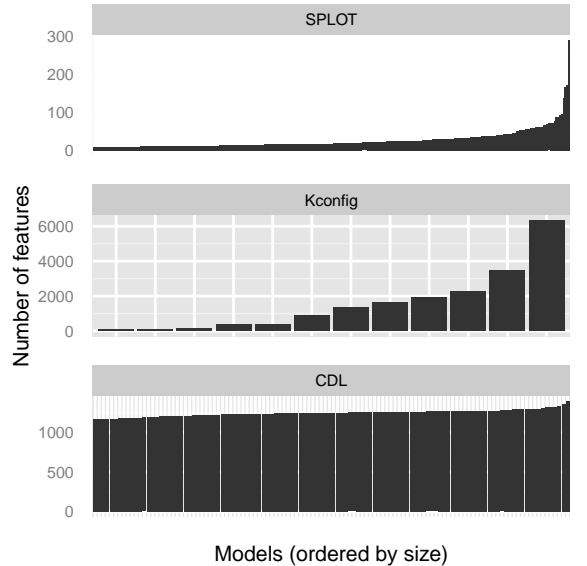 SPLOT
300
200
100
0
Kconfig
6000
4000
2000
0
CDL
1000
500
0
Number of features
Models (ordered by size)